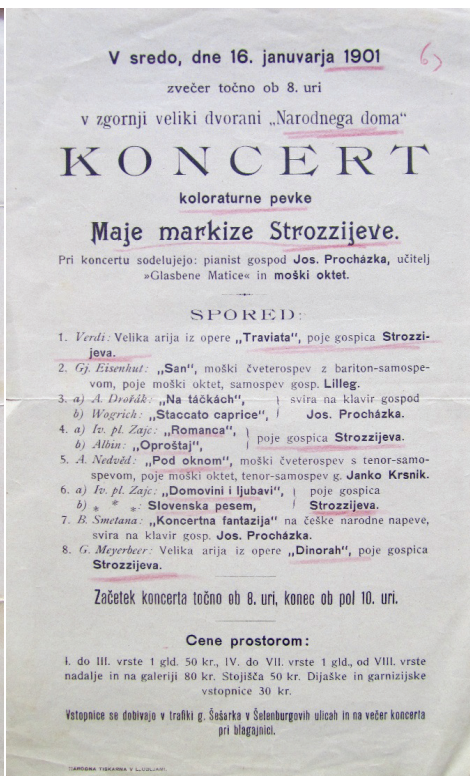 6)
V sredo, dne 16. januvarja 1901
zvečer točno ob 8. uri
v zgornji veliki dvorani „Narodnega doma“
KONCERT
koloraturne pevke
Maje markize Strozzijeve.
Pri koncertu sodelujejo: pianist gospod Jos. Procházka, učitelj
»Glasbene Matice« in moški oktet.
SPORED:
1. Verdi: Velika arija iz opere „Traviata“, poje gospica Strozzi-
jeva.
2. Gj. Eisenhut: „San“, moški čveterospev z bariton-samospe-
vom, poje moški oktet, samospev gosp. Lilleg.
3. a) A. Drořák: „Na táčkách“, } svira na klavir gospod
b) Wogrich: „Staccato caprice“, } Jos. Procházka.
4. a) Iv. pl. Zajc: „Romanca“, } poje gospica Strozzijeva.
b) Albin: „Oproštaj“,
5. A. Nedvěd: „Pod oknom“, moški čveterospev s tenor-samo-
spevom, poje moški oktet, tenor-samospev g. Janko Krsnik.
6. a) Iv. pl. Zajc: „Domovini i ljubavi“, } poje gospica
b) * * * Slovenska pesem, } Strozzijeva.
7. B. Smetana: „Koncertna fantazija“ na češke narodne napeve,
svira na klavir gosp. Jos. Procházka.
8. G. Meyerbeer: Velika arija iz opere „Dinorah“, poje gospica
Strozzijeva.
Začetek koncerta točno ob 8. uri, konec ob pol 10. uri.
Cene prostorom:
I. do III. vrste 1 gld. 50 kr., IV. do VII. vrste 1 gld., od VIII. vrste
nadalje in na galeriji 80 kr. Stojišča 50 kr. Dijaške in garnizijske
vstopnice 30 kr.
Vstopnice se dobivajo v trafiki g. Šešarka v Šelenburgovih ulicah in na večer koncerta
pri blagajnici.
NARODNA TISKARNA V LJUBLJANI.